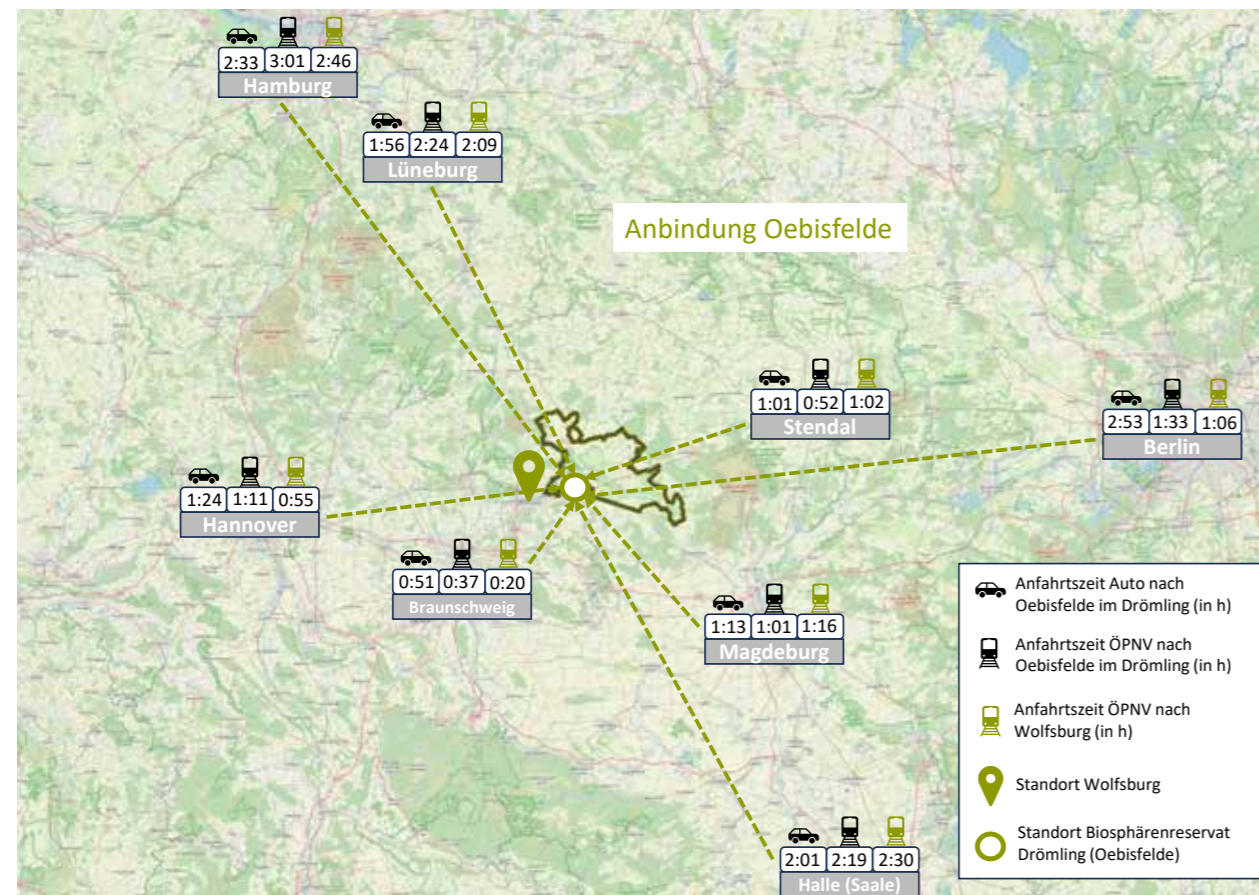 2:33 3:01 2:46
Hamburg
1:56 2:24 2:09
Lüneburg
Anbindung Oebisfelde
1:01 0:52 1:02
Stendal
2:53 1:33 1:06
Berlin
1:24 1:11 0:55
Hannover
0:51 0:37 0:20
Braunschweig
1:13 1:01 1:16
Magdeburg
2:01 2:19 2:30
Halle (Saale)
Anfahrtszeit Auto nach
Oebisfelde im Drömling (in h)
Anfahrtszeit ÖPNV nach
Oebisfelde im Drömling (in h)
Anfahrtszeit ÖPNV nach
Wolfsburg (in h)
Standort Wolfsburg
Standort Biosphärenreservat
Drömling (Oebisfelde)